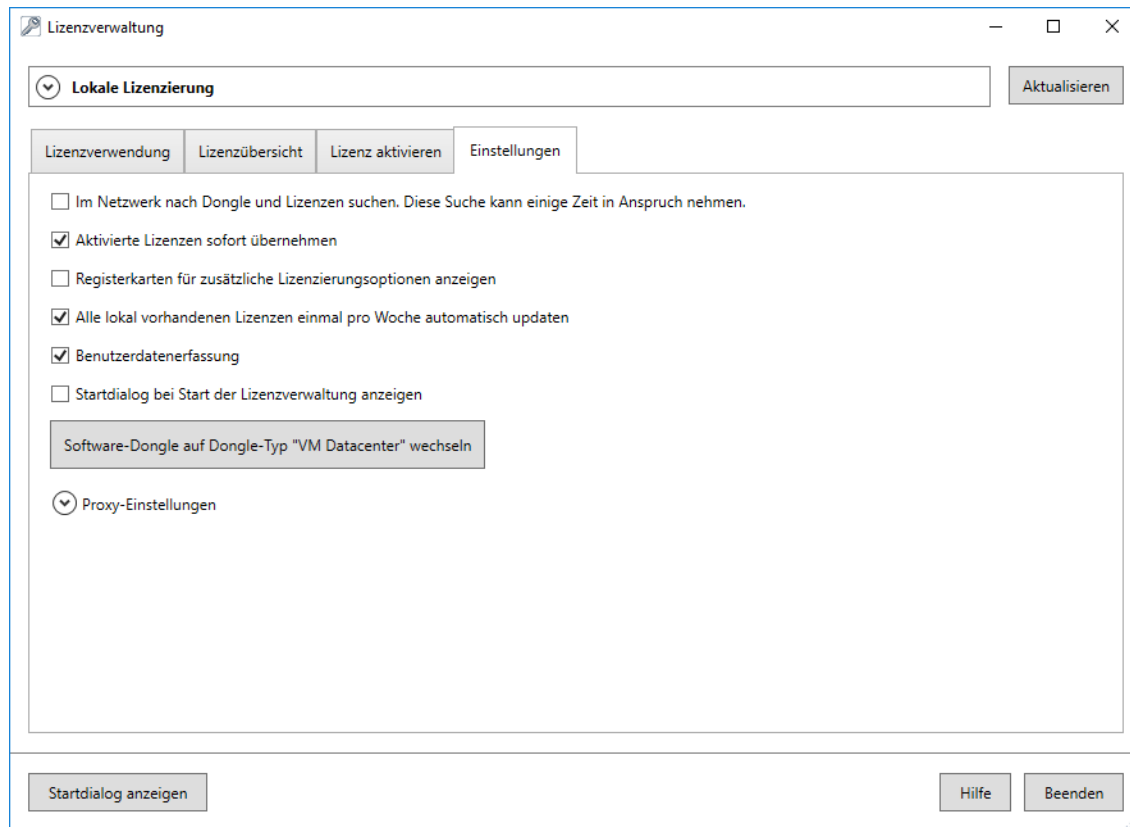 Lizenzverwaltung
Lokale Lizenzierung
Aktualisieren
Lizenzverwendung
Lizenzübersicht
Lizenz aktivieren
Einstellungen
Im Netzwerk nach Dongle und Lizenzen suchen. Diese Suche kann einige Zeit in Anspruch nehmen.
Aktivierte Lizenzen sofort übernehmen
Registerkarten für zusätzliche Lizenzierungsoptionen anzeigen
Alle lokal vorhandenen Lizenzen einmal pro Woche automatisch updaten
Benutzerdatenerfassung
Startdialog bei Start der Lizenzverwaltung anzeigen
Software-Dongle auf Dongle-Typ "VM Datacenter" wechseln
Proxy-Einstellungen
Startdialog anzeigen
Hilfe
Beenden